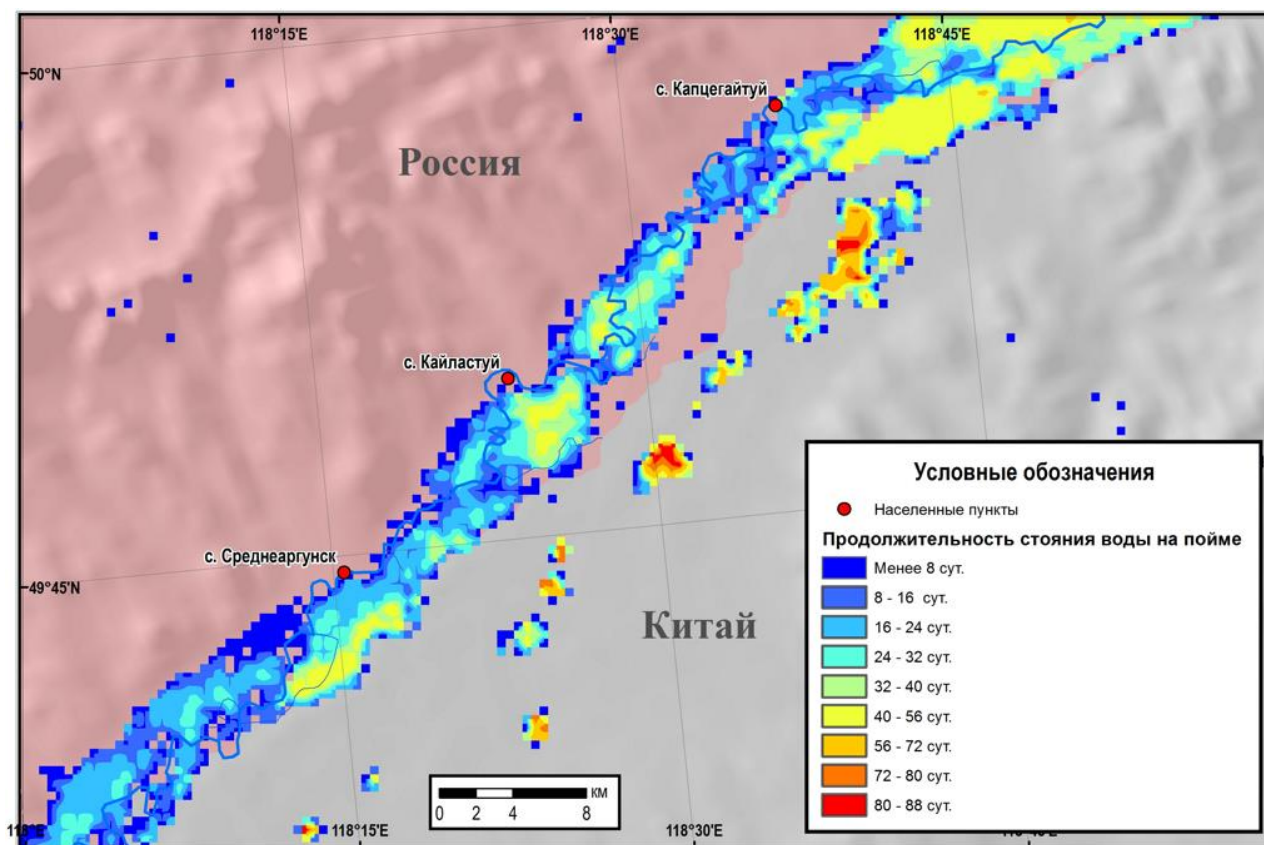 118°15'E
118°30'E
118°45'E
50°N
с. Капцегайтуй
Россия
с. Кайластуй
с. Среднеаргунск
49°45'N
Китай
Условные обозначения
Населенные пункты
Продолжительность стояния воды на пойме
Менее 8 сут.
8 - 16 сут.
16 - 24 сут.
24 - 32 сут.
32 - 40 сут.
40 - 56 сут.
56 - 72 сут.
72 - 80 сут.
80 - 88 сут.
км
0 2 4 8
118°E
118°15'E
118°30'E